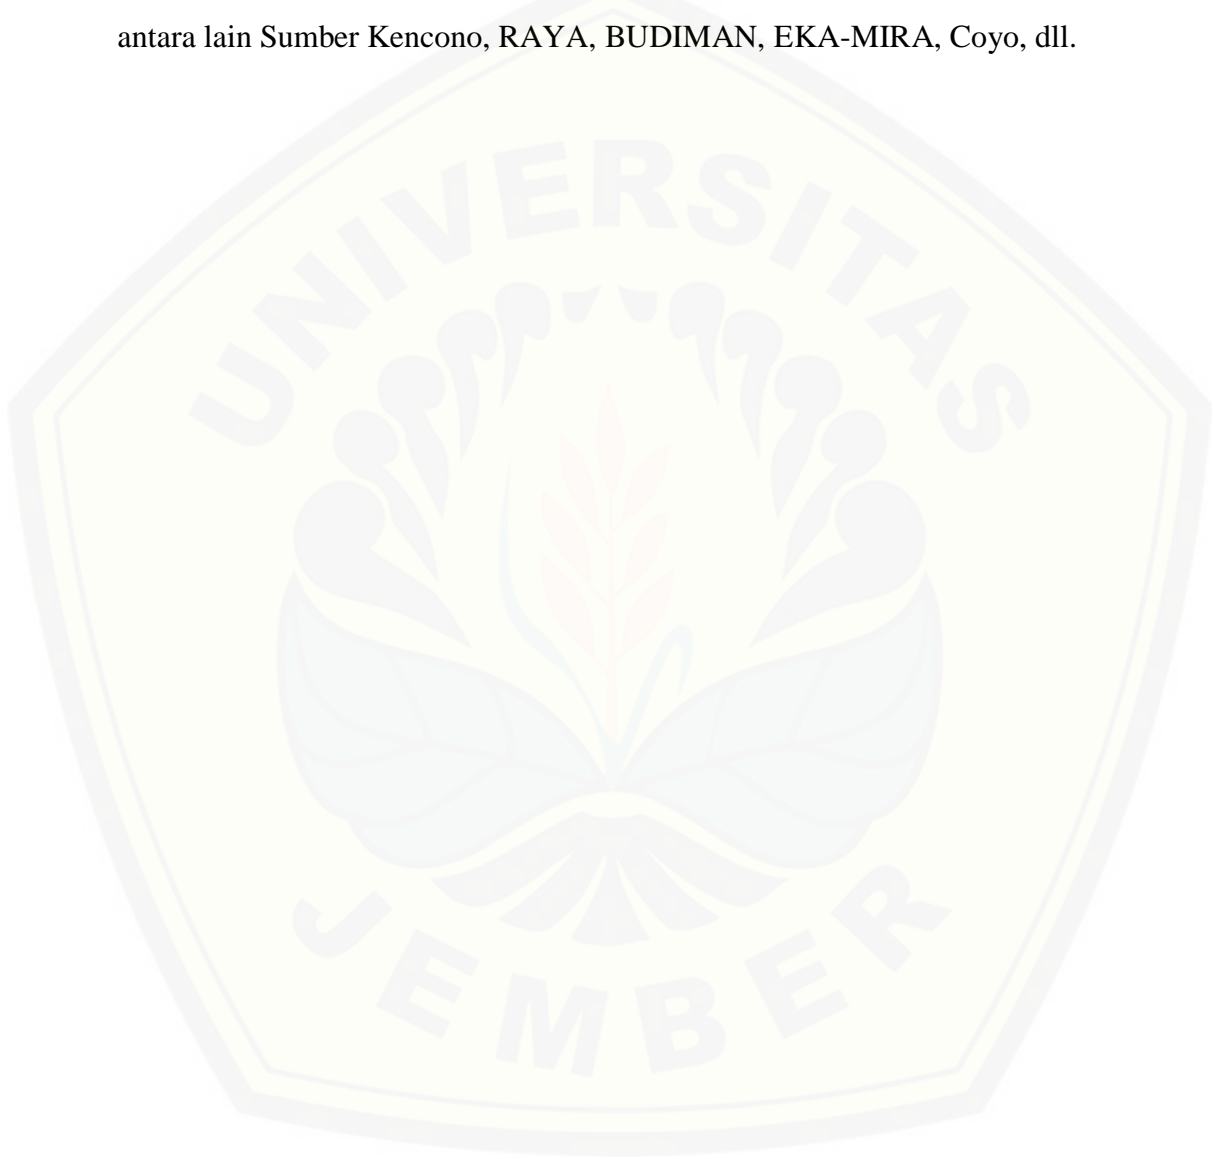 antara lain Sumber Kencono, RAYA, BUDIMAN, EKA-MIRA, Coyo, dll.
UNIVERSITAS
JEMBER